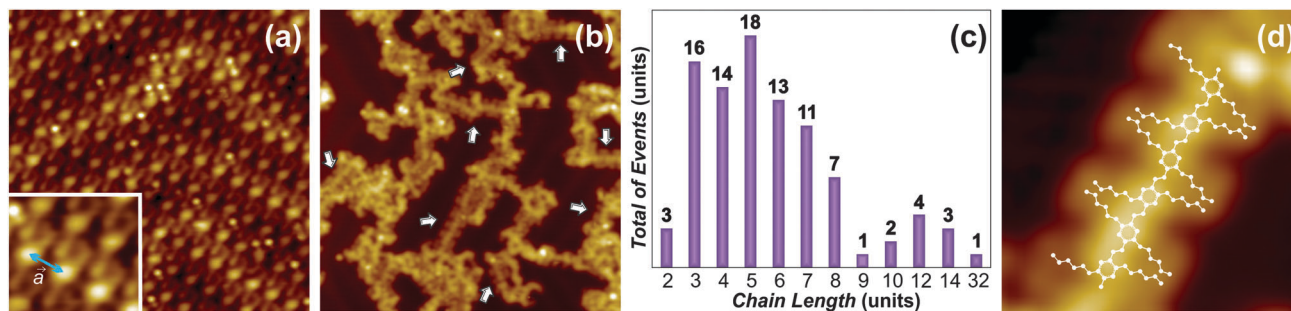 (a)
a
(b)
(c)
Total of Events (units)
3
16
14
18
13
11
7
1
2
4
3
1
2 3 4 5 6 7 8 9 10 12 14 32
Chain Length (units)
(d)